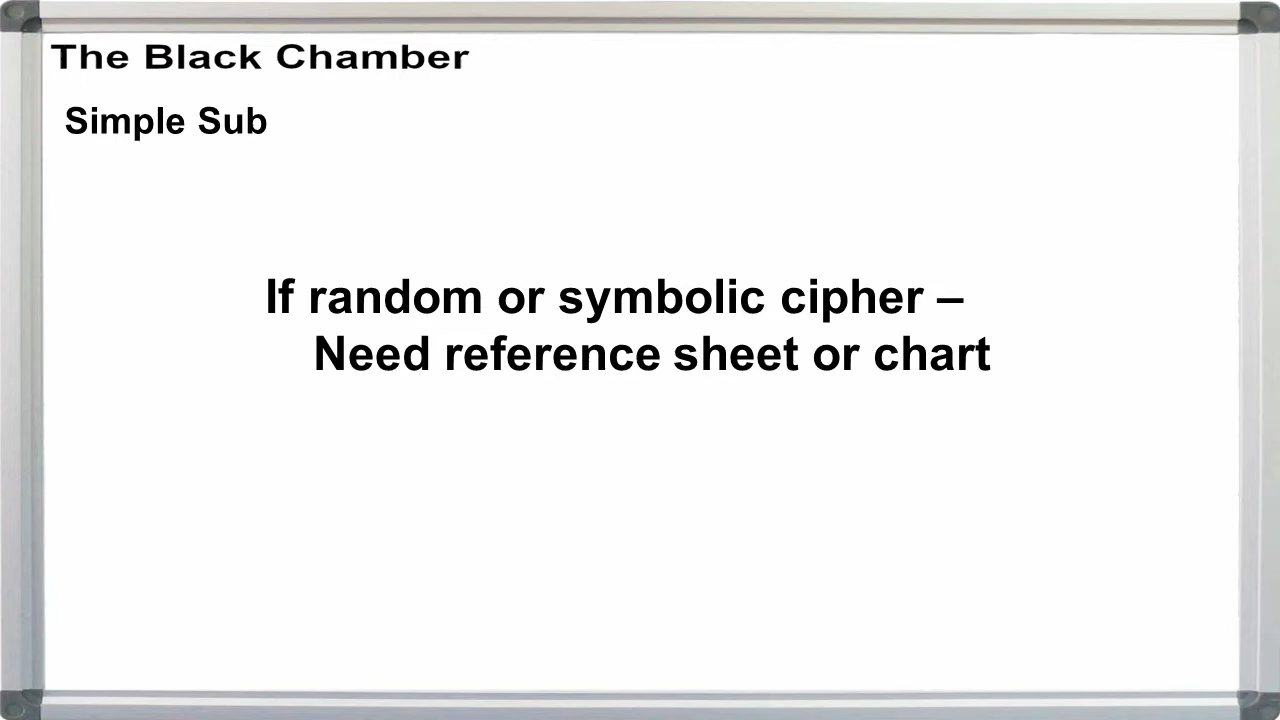 The Black Chamber
Simple Sub
If random or symbolic cipher –
Need reference sheet or chart